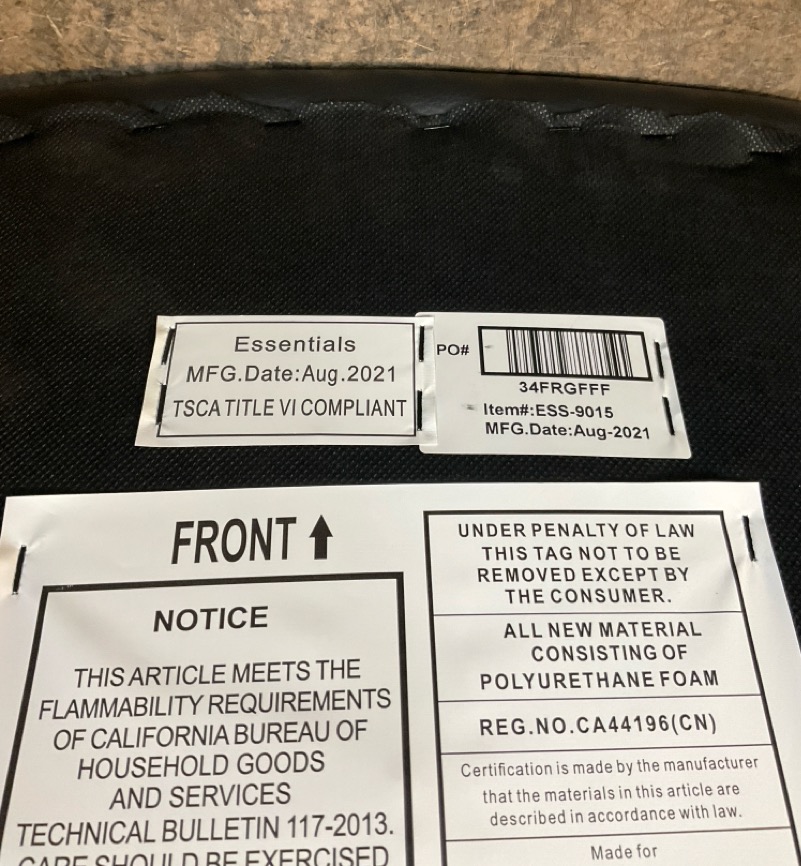 Essentials
MFG.Date:Aug.2021
TSCA TITLE VI COMPLIANT
PO#
34FRGFFF
Item#:ESS-9015
MFG.Date:Aug-2021
FRONT ↑
NOTICE
THIS ARTICLE MEETS THE
FLAMMABILITY REQUIREMENTS
OF CALIFORNIA BUREAU OF
HOUSEHOLD GOODS
AND SERVICES
TECHNICAL BULLETIN 117-2013.
CARE SHOULD BE EXERCISED
UNDER PENALTY OF LAW
THIS TAG NOT TO BE
REMOVED EXCEPT BY
THE CONSUMER.
ALL NEW MATERIAL
CONSISTING OF
POLYURETHANE FOAM
REG.NO.CA44196(CN)
Certification is made by the manufacturer
that the materials in this article are
described in accordance with law.
Made for